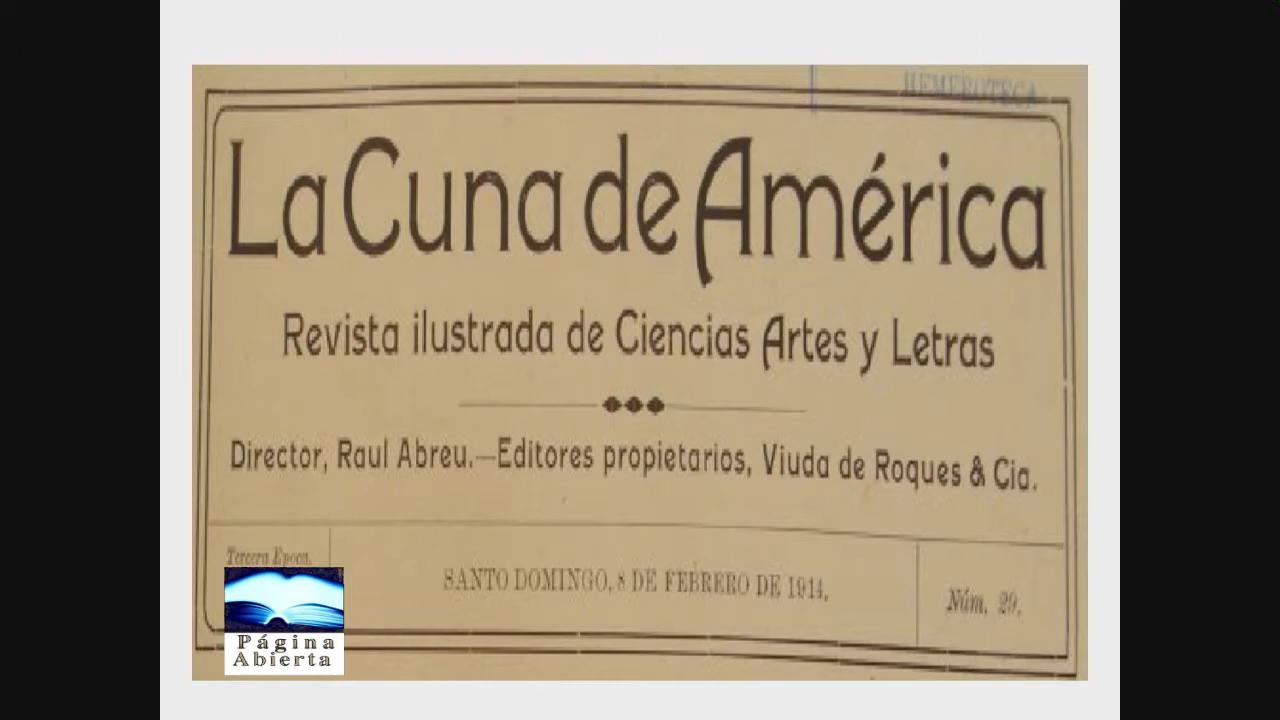 HEMEROTECA
La Cuna de América
Revista ilustrada de Ciencias Artes y Letras
Director, Raul Abreu.—Editores propietarios, Viuda de Roques & Cia.
Tercera Epoca.
SANTO DOMINGO, 8 DE FEBRERO DE 1914.
Núm. 29.
Página
Abierta